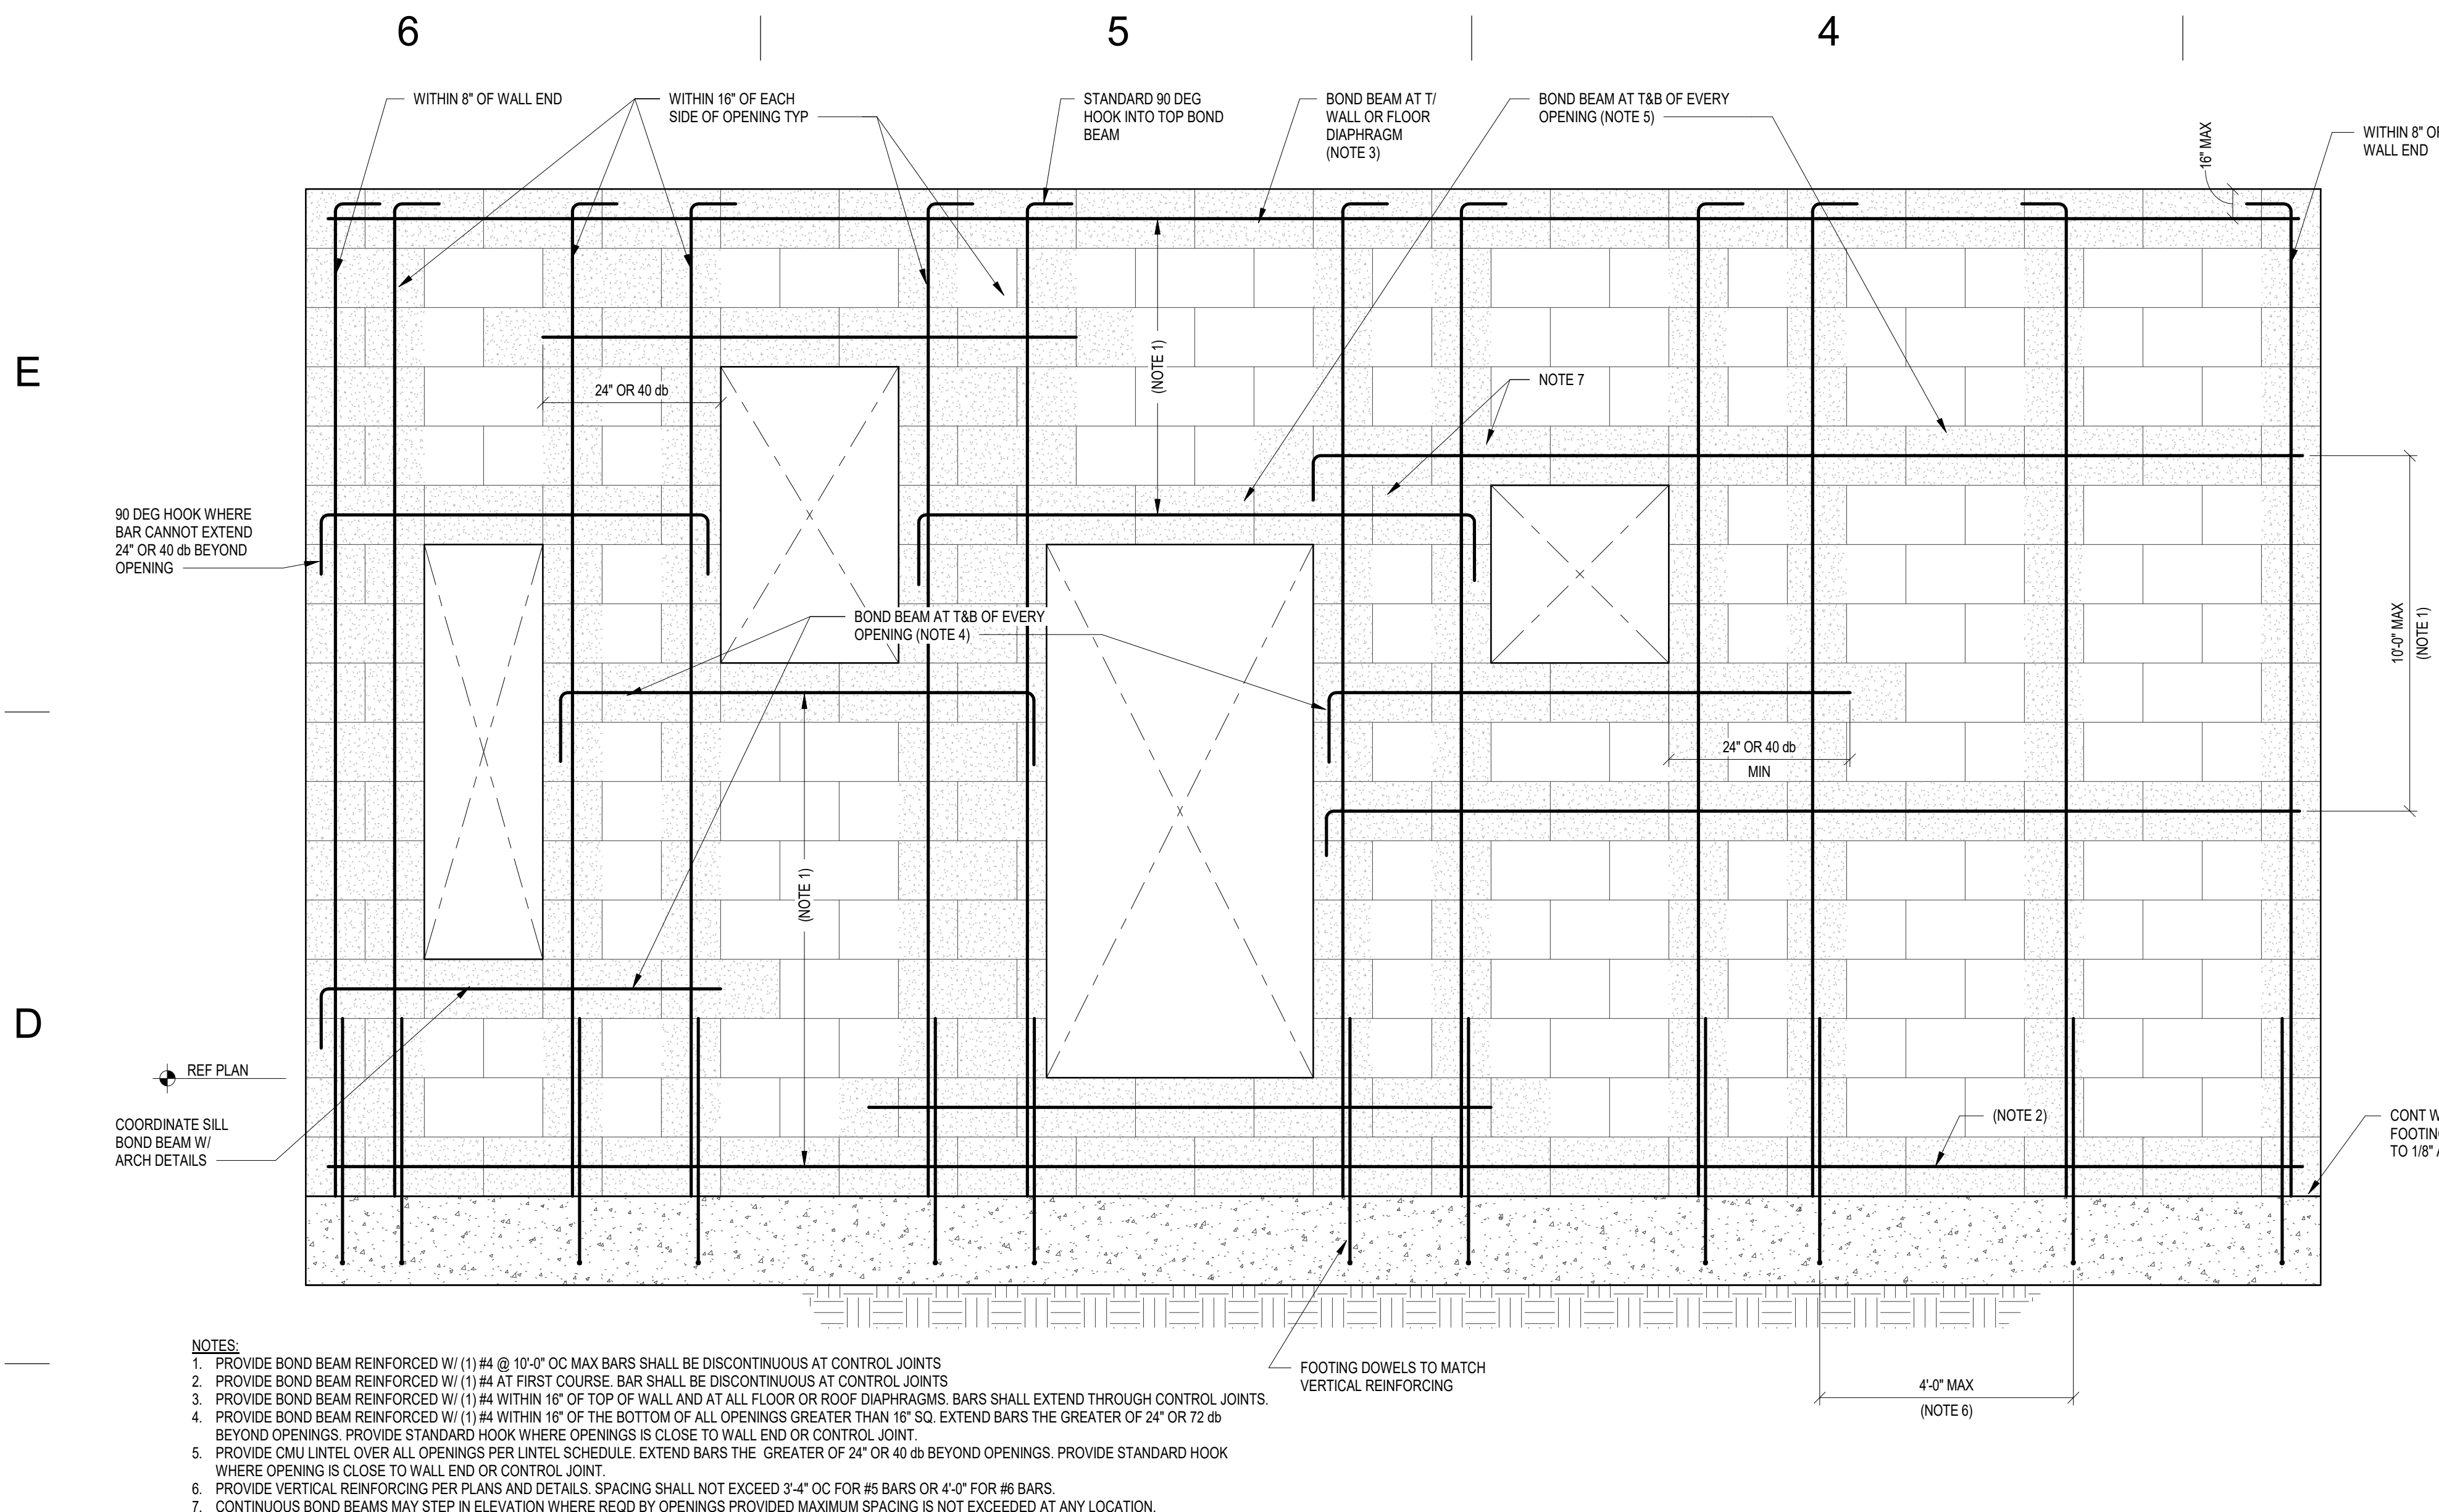 6
5
4
WITHIN 8" OF WALL END
WITHIN 16" OF EACH
SIDE OF OPENING TYP
STANDARD 90 DEG
HOOK INTO TOP BOND
BEAM
BOND BEAM AT T/
WALL OR FLOOR
DIAPHRAGM
(NOTE 3)
BOND BEAM AT T&B OF EVERY
OPENING (NOTE 5)
16" MAX
WITHIN 8" OF
WALL END
E
24" OR 40 db
(NOTE 1)
NOTE 7
90 DEG HOOK WHERE
BAR CANNOT EXTEND
24" OR 40 db BEYOND
OPENING
BOND BEAM AT T&B OF EVERY
OPENING (NOTE 4)
10'-0" MAX
(NOTE 1)
24" OR 40 db
MIN
(NOTE 1)
D
REF PLAN
COORDINATE SILL
BOND BEAM W/
ARCH DETAILS
(NOTE 2)
CONT W
FOOTING
TO 1/8" A
FOOTING DOWELS TO MATCH
VERTICAL REINFORCING
4'-0" MAX
(NOTE 6)
NOTES:
1. PROVIDE BOND BEAM REINFORCED W/ (1) #4 @ 10'-0" OC MAX BARS SHALL BE DISCONTINUOUS AT CONTROL JOINTS
2. PROVIDE BOND BEAM REINFORCED W/ (1) #4 AT FIRST COURSE. BAR SHALL BE DISCONTINUOUS AT CONTROL JOINTS
3. PROVIDE BOND BEAM REINFORCED W/ (1) #4 WITHIN 16" OF TOP OF WALL AND AT ALL FLOOR OR ROOF DIAPHRAGMS. BARS SHALL EXTEND THROUGH CONTROL JOINTS.
4. PROVIDE BOND BEAM REINFORCED W/ (1) #4 WITHIN 16" OF THE BOTTOM OF ALL OPENINGS GREATER THAN 16" SQ. EXTEND BARS THE GREATER OF 24" OR 72 db
BEYOND OPENINGS. PROVIDE STANDARD HOOK WHERE OPENINGS IS CLOSE TO WALL END OR CONTROL JOINT.
5. PROVIDE CMU LINTEL OVER ALL OPENINGS PER LINTEL SCHEDULE. EXTEND BARS THE GREATER OF 24" OR 40 db BEYOND OPENINGS. PROVIDE STANDARD HOOK
WHERE OPENING IS CLOSE TO WALL END OR CONTROL JOINT.
6. PROVIDE VERTICAL REINFORCING PER PLANS AND DETAILS. SPACING SHALL NOT EXCEED 3'-4" OC FOR #5 BARS OR 4'-0" FOR #6 BARS.
7. CONTINUOUS BOND BEAMS MAY STEP IN ELEVATION WHERE REQD BY OPENINGS PROVIDED MAXIMUM SPACING IS NOT EXCEEDED AT ANY LOCATION.